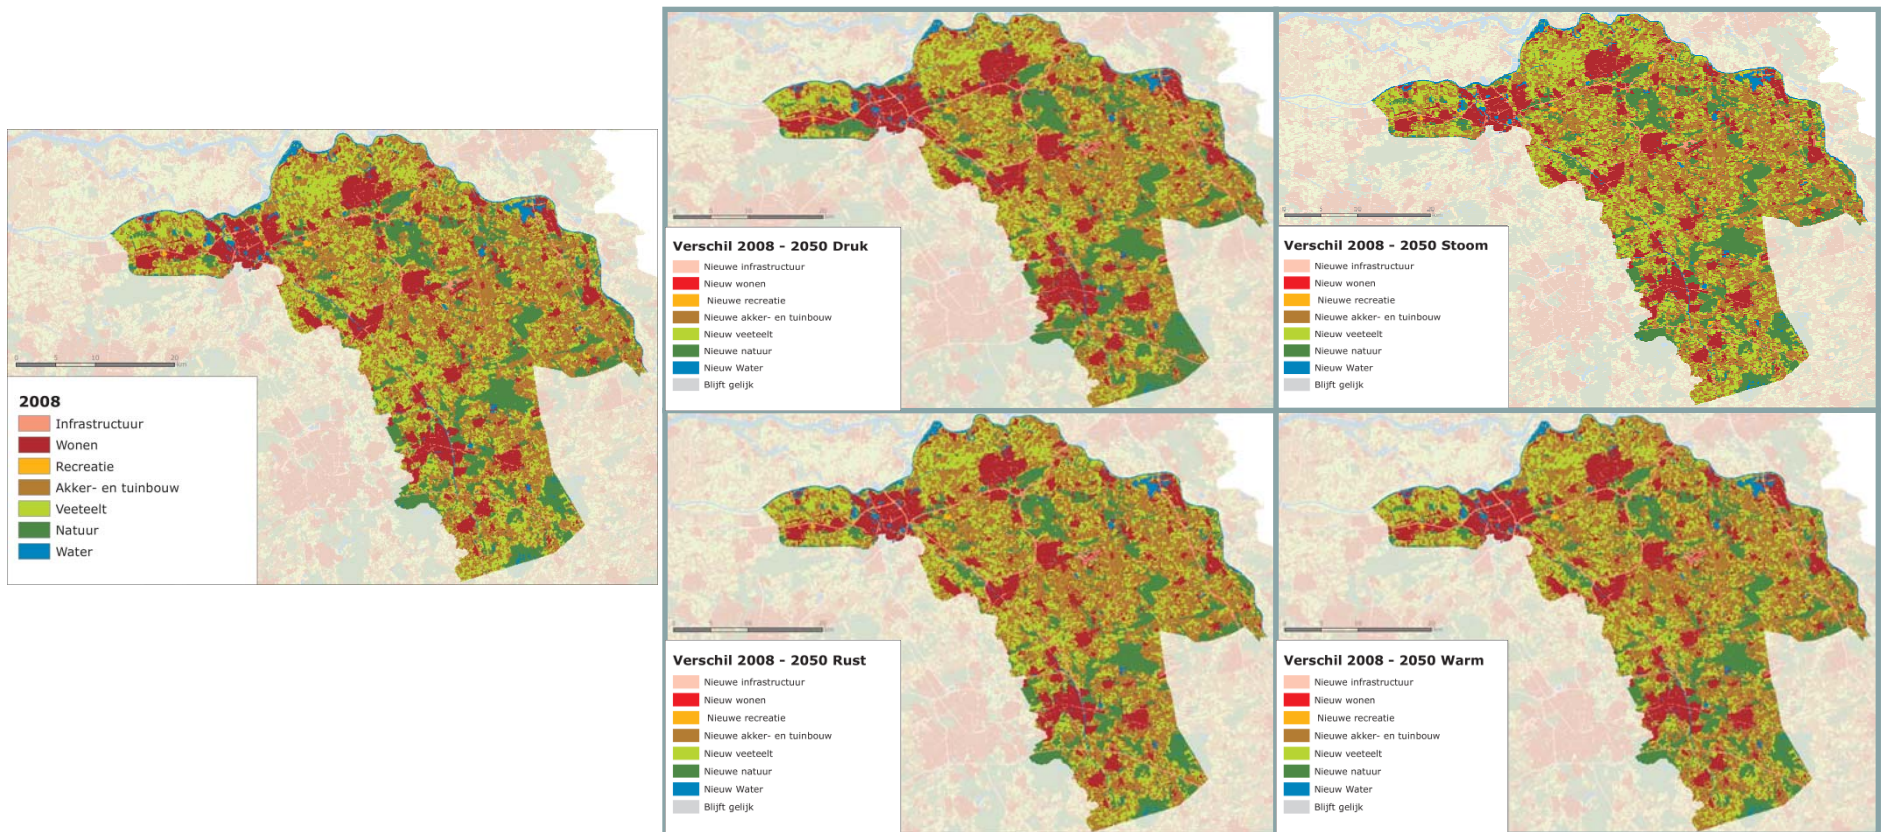 0 5 10 20
km
2008
Infrastructuur
Wonen
Recreatie
Akker- en tuinbouw
Veeteelt
Natuur
Water
Verschil 2008 - 2050 Druk
Nieuwe infrastructuur
Nieuw wonen
Nieuwe recreatie
Nieuwe akker- en tuinbouw
Nieuw veeteelt
Nieuwe natuur
Nieuw Water
Blijft gelijk
Verschil 2008 - 2050 Stoom
Nieuwe infrastructuur
Nieuw wonen
Nieuwe recreatie
Nieuwe akker- en tuinbouw
Nieuw veeteelt
Nieuwe natuur
Nieuw Water
Blijft gelijk
Verschil 2008 - 2050 Rust
Nieuwe infrastructuur
Nieuw wonen
Nieuwe recreatie
Nieuwe akker- en tuinbouw
Nieuw veeteelt
Nieuwe natuur
Nieuw Water
Blijft gelijk
Verschil 2008 - 2050 Warm
Nieuwe infrastructuur
Nieuw wonen
Nieuwe recreatie
Nieuwe akker- en tuinbouw
Nieuw veeteelt
Nieuwe natuur
Nieuw Water
Blijft gelijk